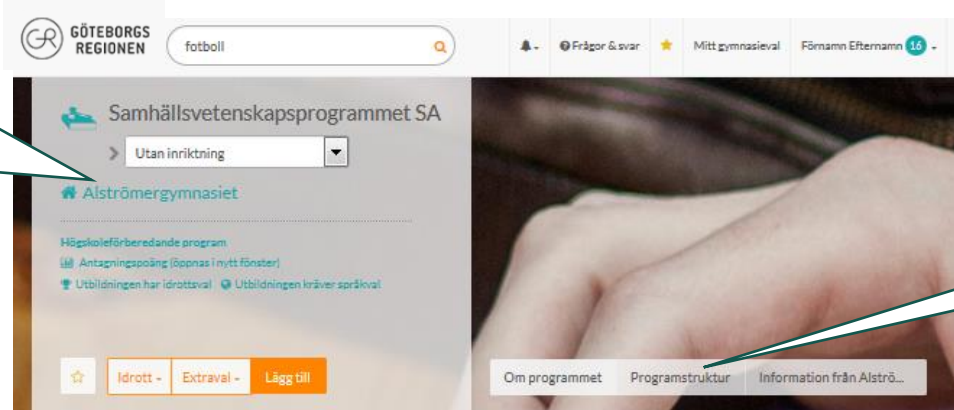 GÖTEBORGS
REGIONEN
fotboll
Frågor & svar
Mitt gymnasieval
Förnamn Efternamn 16
Samhällsvetenskapsprogrammet SA
Utan inriktning
Alströmergymnasiet
Högskoleförberedande program
Antagningspoäng (öppnas i nytt fönster)
Utbildningen har idrottsval Utbildningen kräver språkval
Idrott
Extraval
Lägg till
Om programmet
Programstruktur
Information från Alströ...